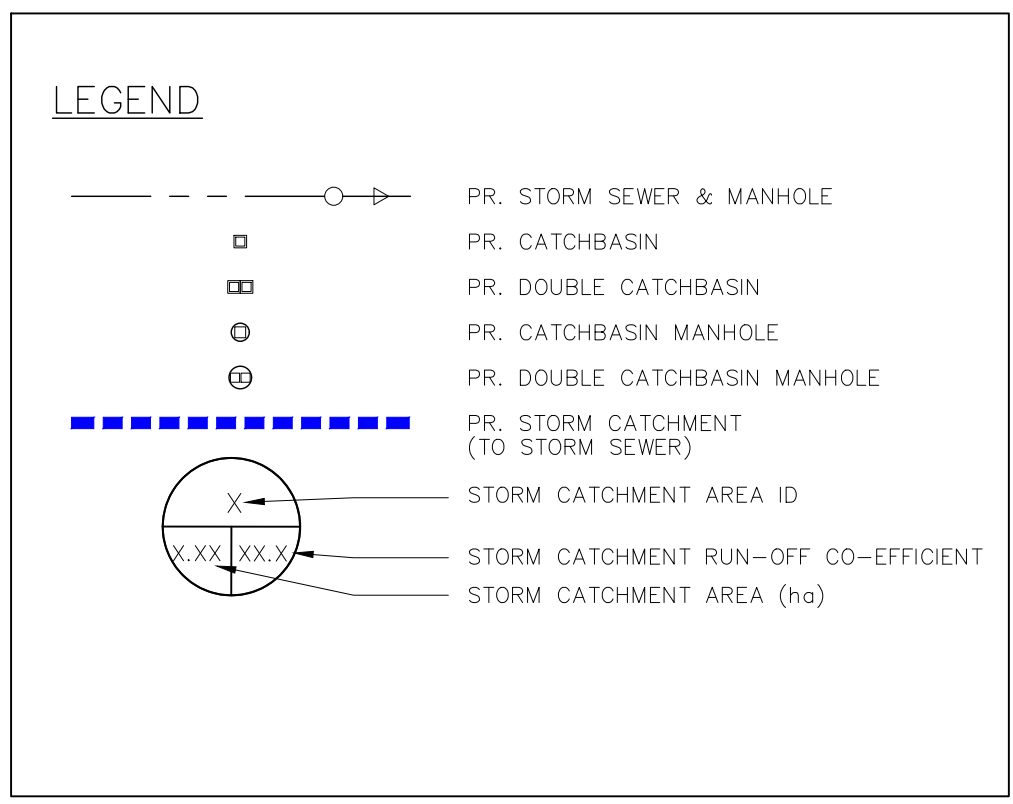 LEGEND
PR. STORM SEWER & MANHOLE
PR. CATCHBASIN
PR. DOUBLE CATCHBASIN
PR. CATCHBASIN MANHOLE
PR. DOUBLE CATCHBASIN MANHOLE
PR. STORM CATCHMENT
(TO STORM SEWER)
X
STORM CATCHMENT AREA ID
X.XX
XX.X
STORM CATCHMENT RUN-OFF CO-EFFICIENT
STORM CATCHMENT AREA (ha)